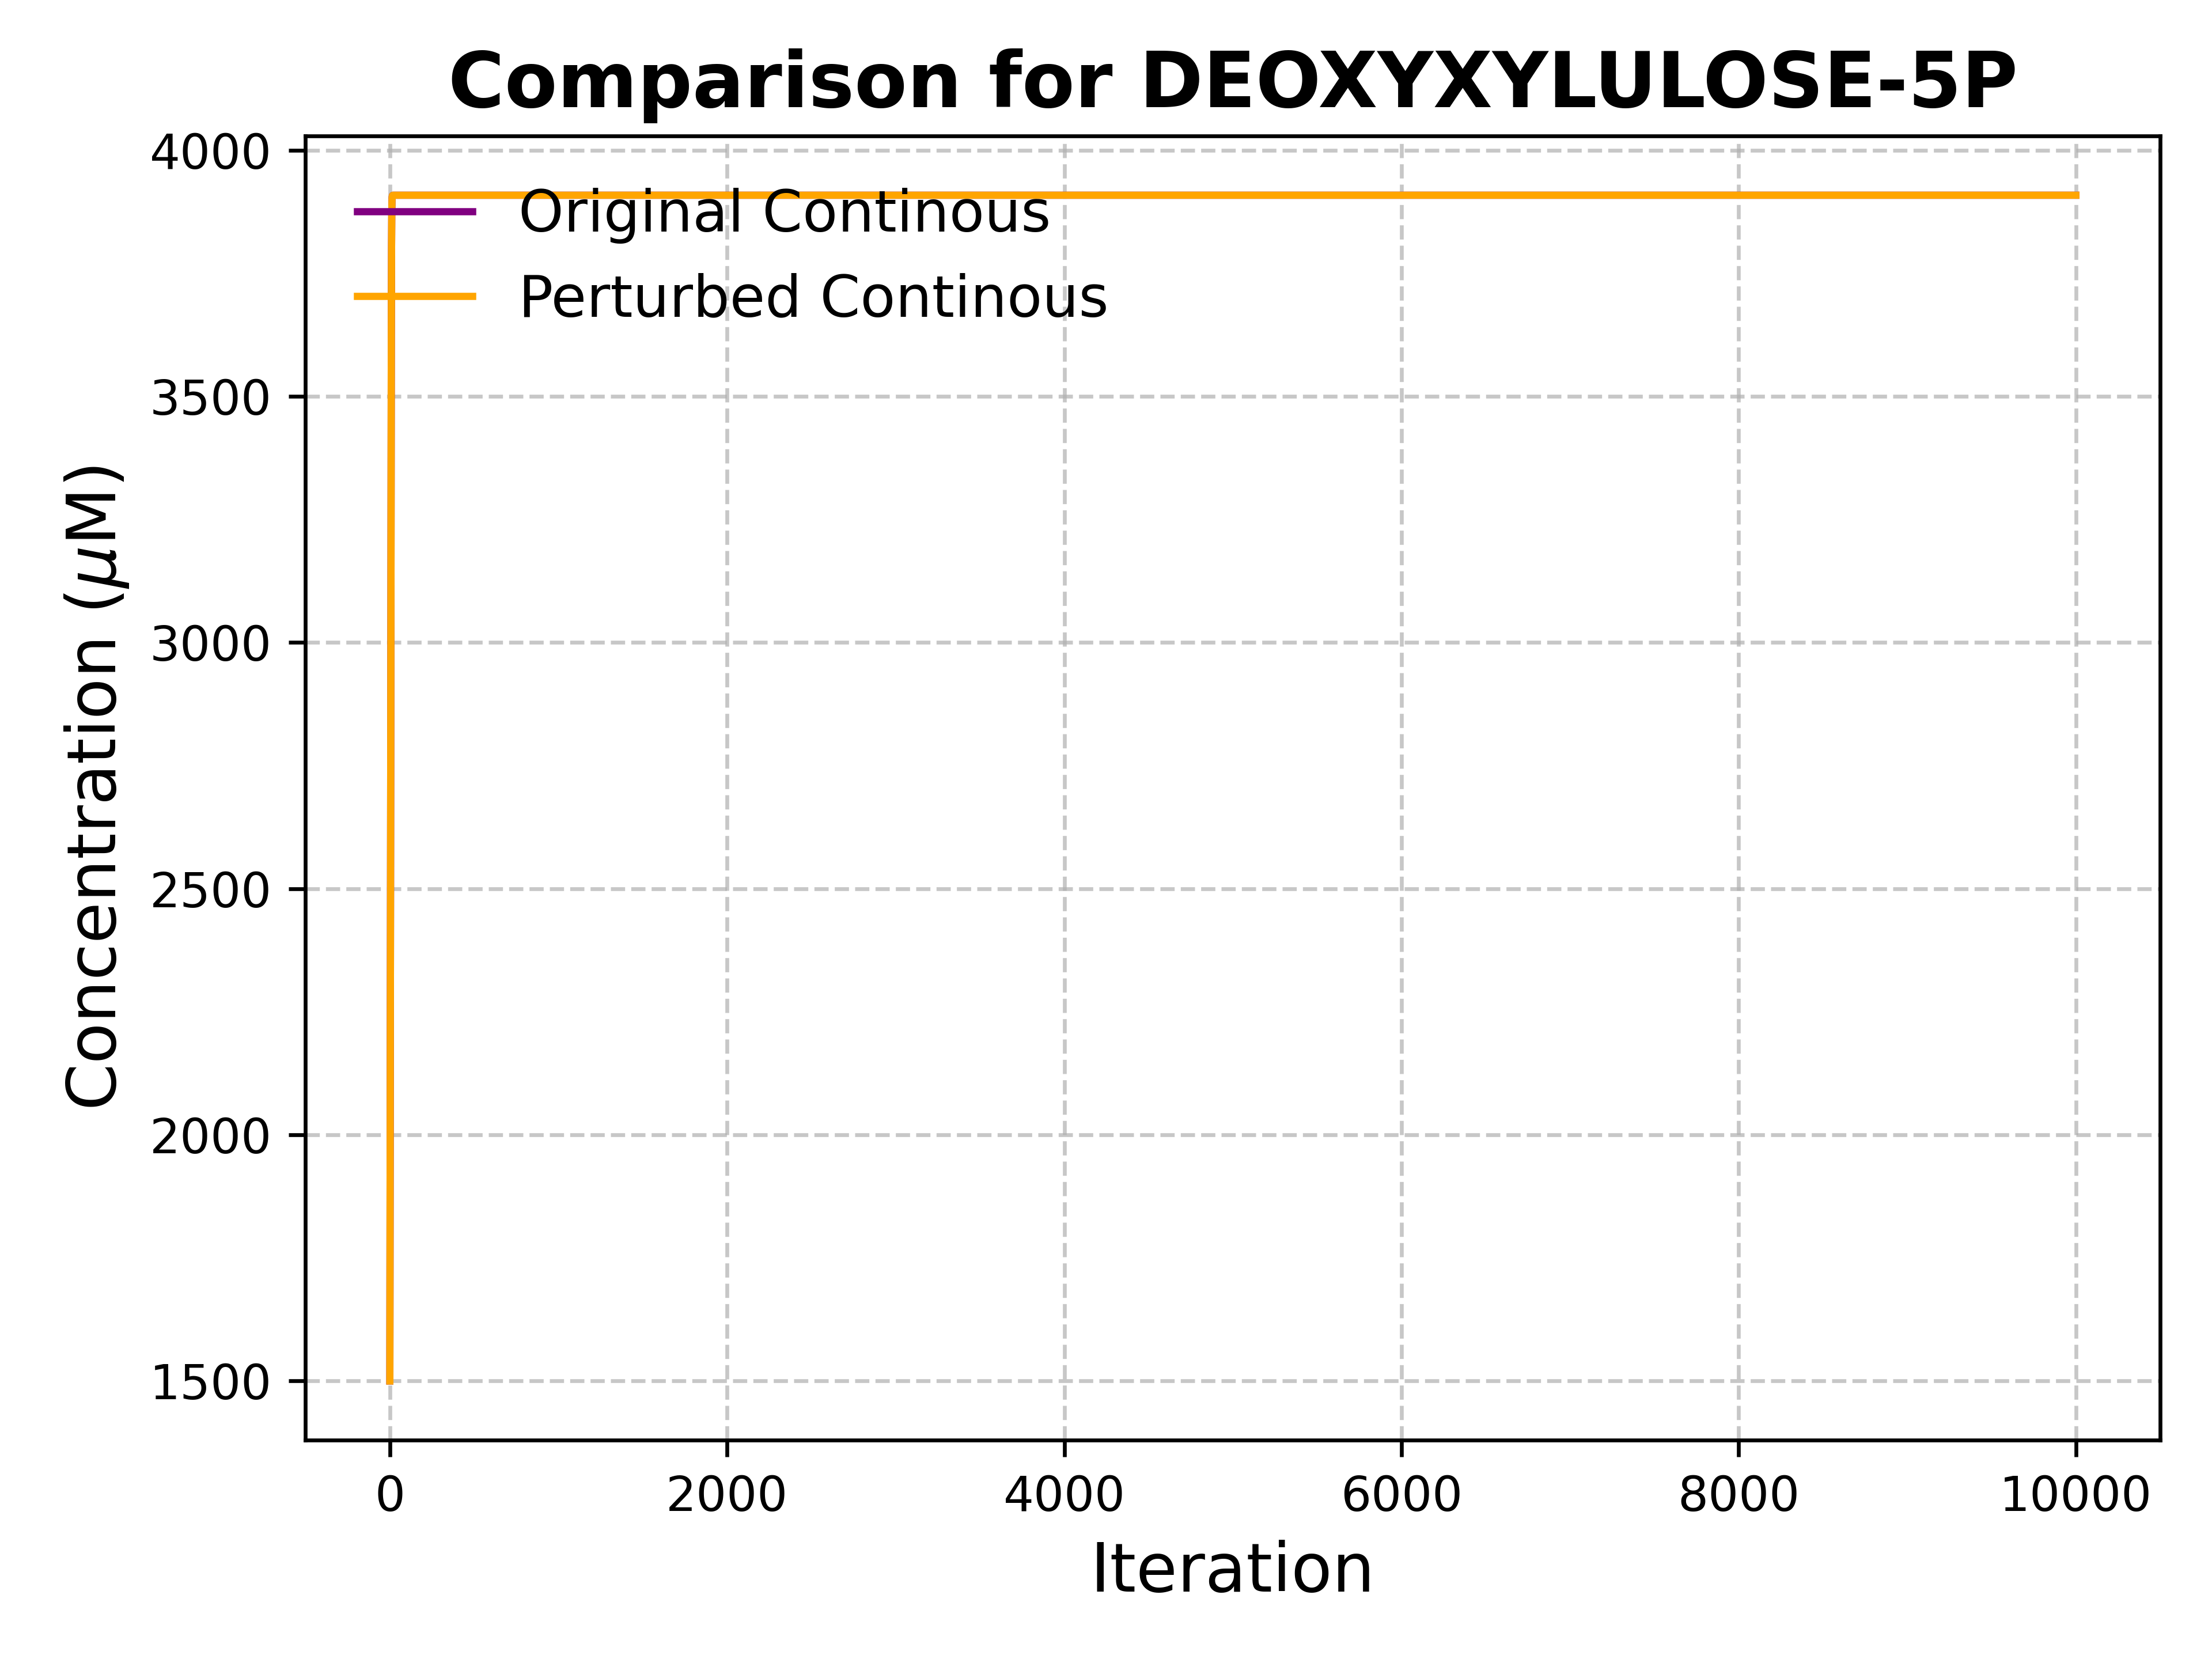 Comparison for DEOXYXYLULOSE-5P
4000
3500
3000
2500
2000
1500
Concentration (μM)
Original Continous
Perturbed Continous
0 2000 4000 6000 8000 10000
Iteration